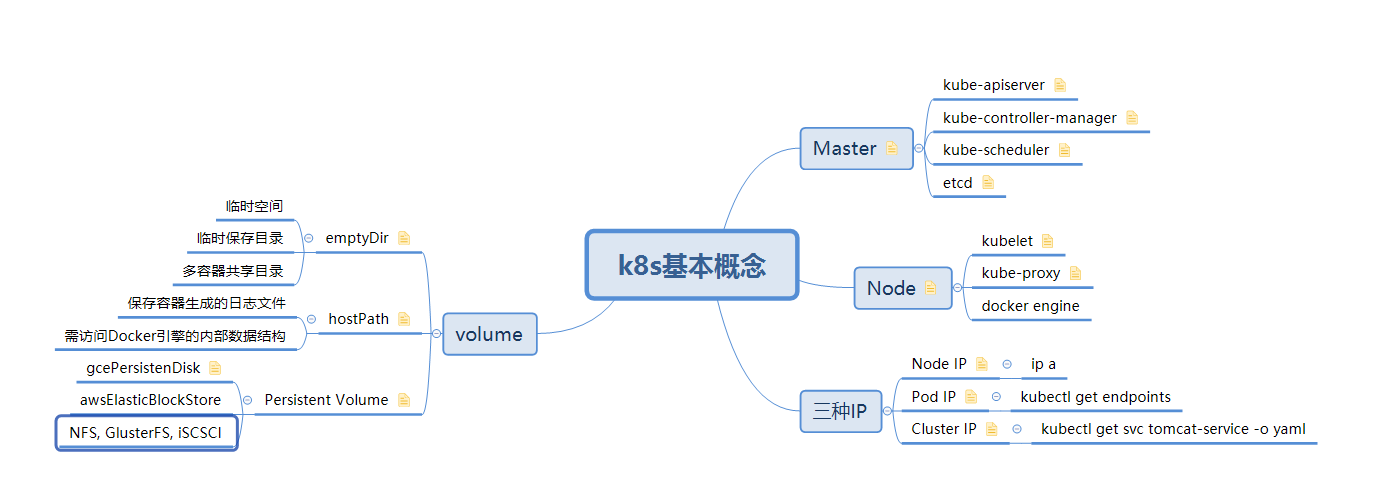 k8s基本概念
Master
kube-apiserver
kube-controller-manager
kube-scheduler
etcd
Node
kubelet
kube-proxy
docker engine
三种IP
Node IP
ip a
Pod IP
kubectl get endpoints
Cluster IP
kubectl get svc tomcat-service -o yaml
volume
emptyDir
临时空间
临时保存目录
多容器共享目录
hostPath
保存容器生成的日志文件
需访问Docker引擎的内部数据结构
Persistent Volume
gcePersistenDisk
awsElasticBlockStore
NFS, GlusterFS, iSCSCI